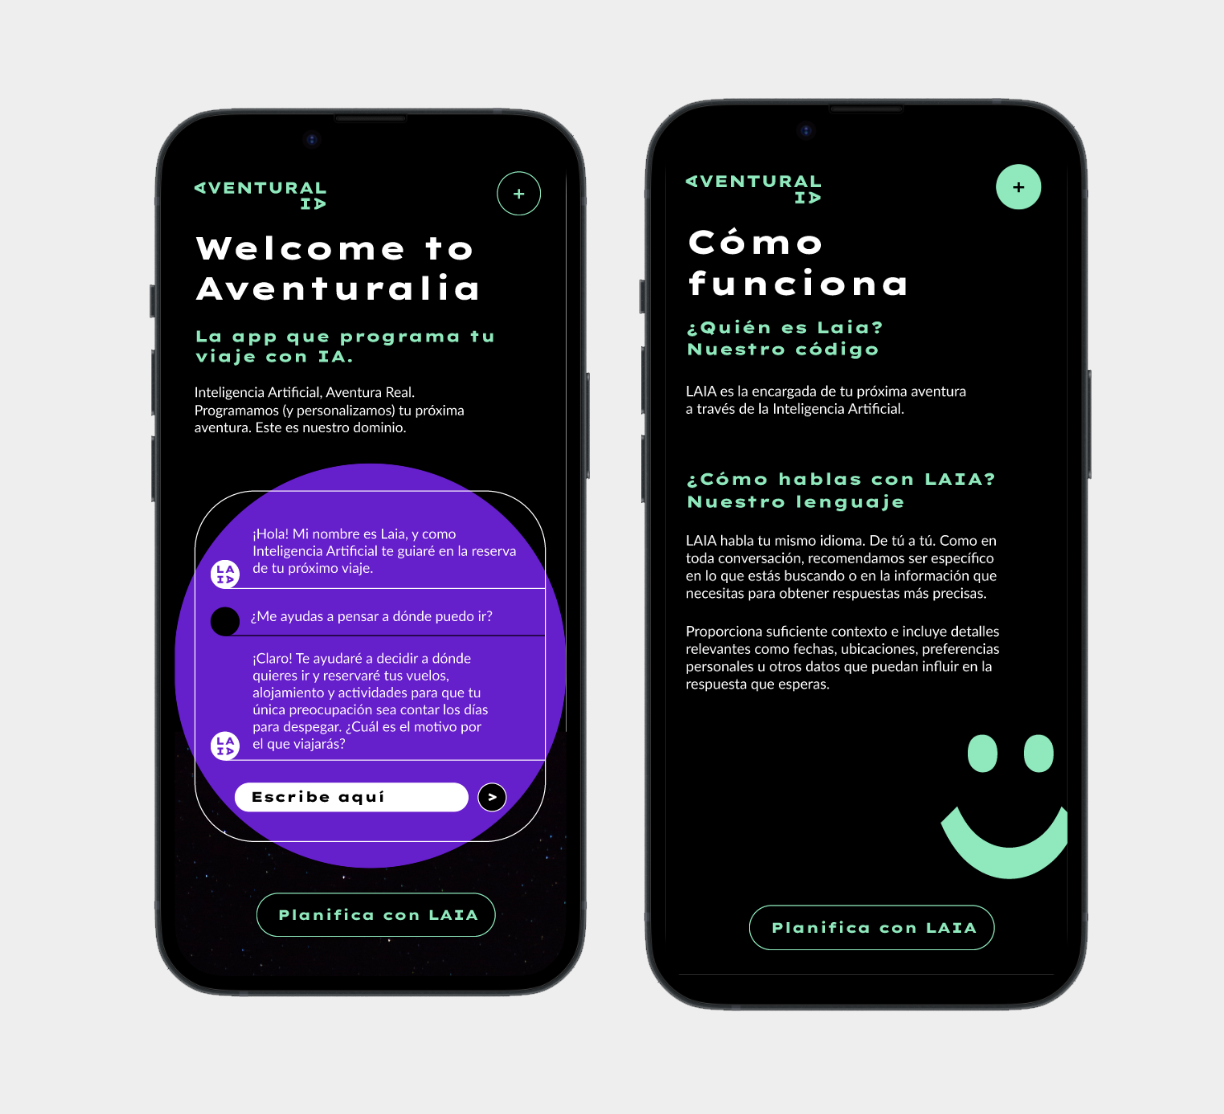 AVENTURAL
IA
+
Welcome to
Aventuralia
La app que programa tu
viaje con IA.
Inteligencia Artificial, Aventura Real.
Programamos (y personalizamos) tu próxima
aventura. Este es nuestro dominio.
¡Hola! Mi nombre es Laia, y como
Inteligencia Artificial te guiaré en la reserva
de tu próximo viaje.
LA
IA
¿Me ayudas a pensar a dónde puedo ir?
¡Claro! Te ayudaré a decidir a dónde
quieres ir y reservaré tus vuelos,
alojamiento y actividades para que tu
única preocupación sea contar los días
para despegar. ¿Cuál es el motivo por
el que viajarás?
LA
IA
Escribe aquí
>
Planifica con LAIA
AVENTURAL
IA
+
Cómo
funciona
¿Quién es Laia?
Nuestro código
LAIA es la encargada de tu próxima aventura
a través de la Inteligencia Artificial.
¿Cómo hablas con LAIA?
Nuestro lenguaje
LAIA habla tu mismo idioma. De tú a tú. Como en
toda conversación, recomendamos ser específico
en lo que estás buscando o en la información que
necesitas para obtener respuestas más precisas.
Proporciona suficiente contexto e incluye detalles
relevantes como fechas, ubicaciones, preferencias
personales u otros datos que puedan influir en la
respuesta que esperas.
Planifica con LAIA